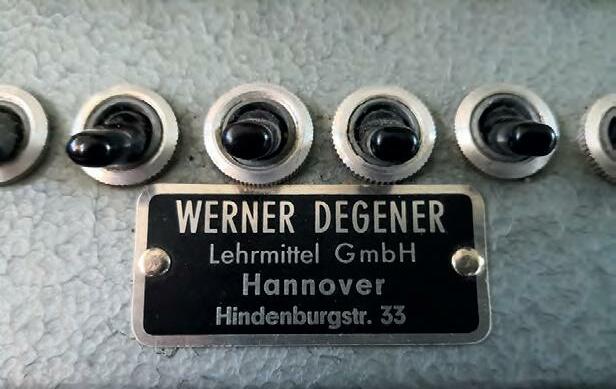 WERNER DEGENER
Lehrmittel GmbH
Hannover
Hindenburgstr. 33